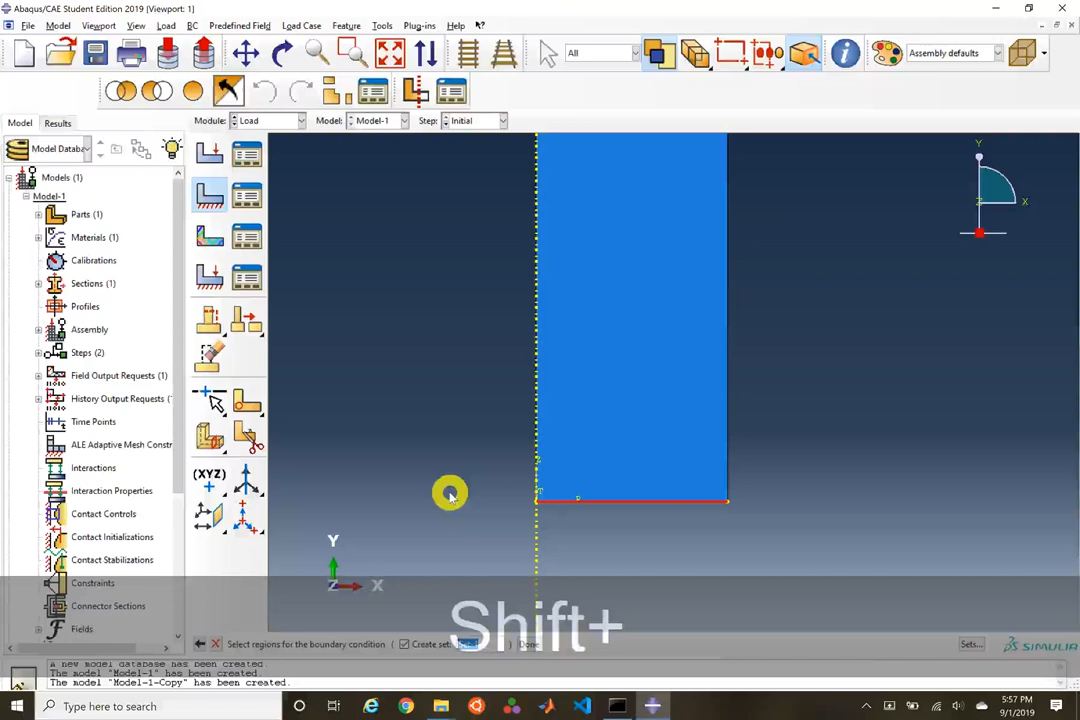 Abaqus/CAE Student Edition 2019 [Viewport: 1]
File Model Viewport View Load BC Predefined Field Load Case Feature Tools Plug-ins Help
All
Assembly defaults
Model Results
Module: Load Model: Model-1 Step: Initial
Model Databa
Models (1)
Model-1
Parts (1)
Materials (1)
Calibrations
Sections (1)
Profiles
Assembly
Steps (2)
Field Output Requests (1)
History Output Requests (
Time Points
ALE Adaptive Mesh Constr
Interactions
Interaction Properties
Contact Controls
Contact Initializations
Contact Stabilizations
Constraints
Connector Sections
Fields
(XYZ)
Y
X
Z
Y
X
Z
Shift+
Select regions for the boundary condition
Create set:
Done
Sets...
SIMULIA
A new model database has been created.
The model "Model-1" has been created.
The model "Model-1-Copy" has been created.
Type here to search
5:57 PM
9/1/2019